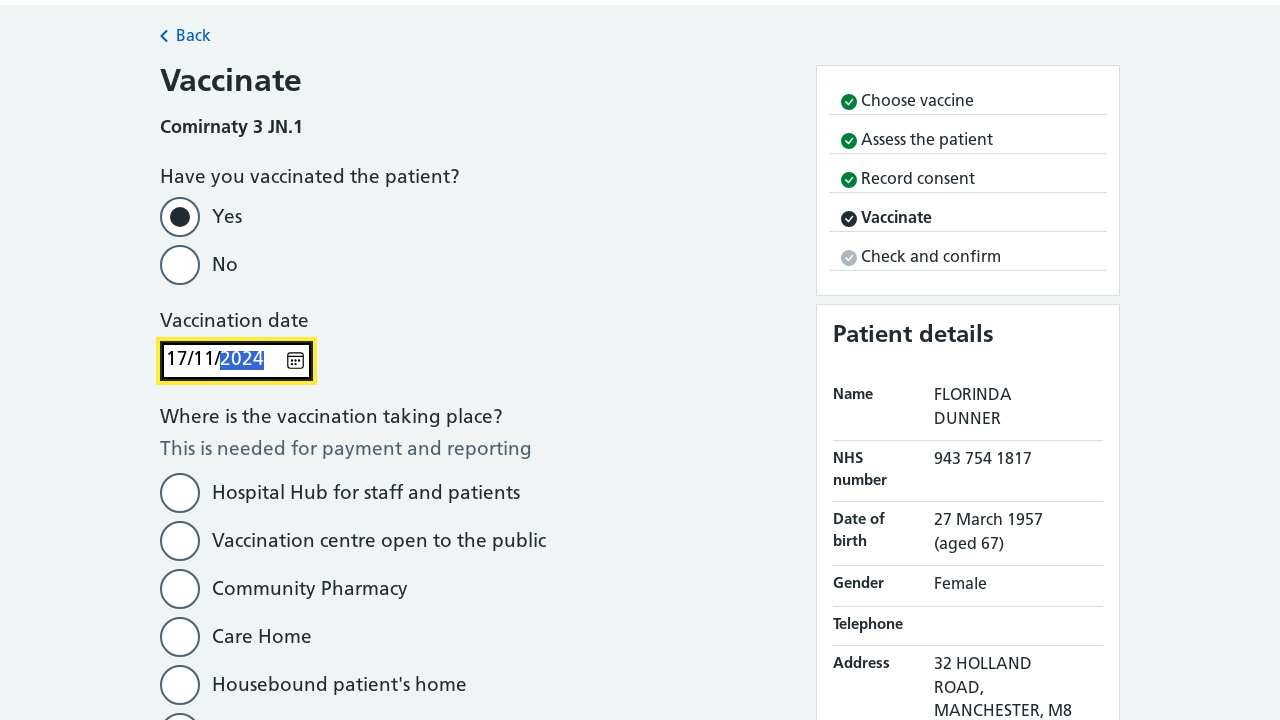 Back
Vaccinate
Comirnaty 3 JN.1
Have you vaccinated the patient?
Yes
No
Vaccination date
17/11/2024
Where is the vaccination taking place?
This is needed for payment and reporting
Hospital Hub for staff and patients
Vaccination centre open to the public
Community Pharmacy
Care Home
Housebound patient's home
Choose vaccine
Assess the patient
Record consent
Vaccinate
Check and confirm
Patient details
Name FLORINDA
DUNNER
NHS 943 754 1817
number
Date of 27 March 1957
birth (aged 67)
Gender Female
Telephone
Address 32 HOLLAND
ROAD,
MANCHESTER, M8